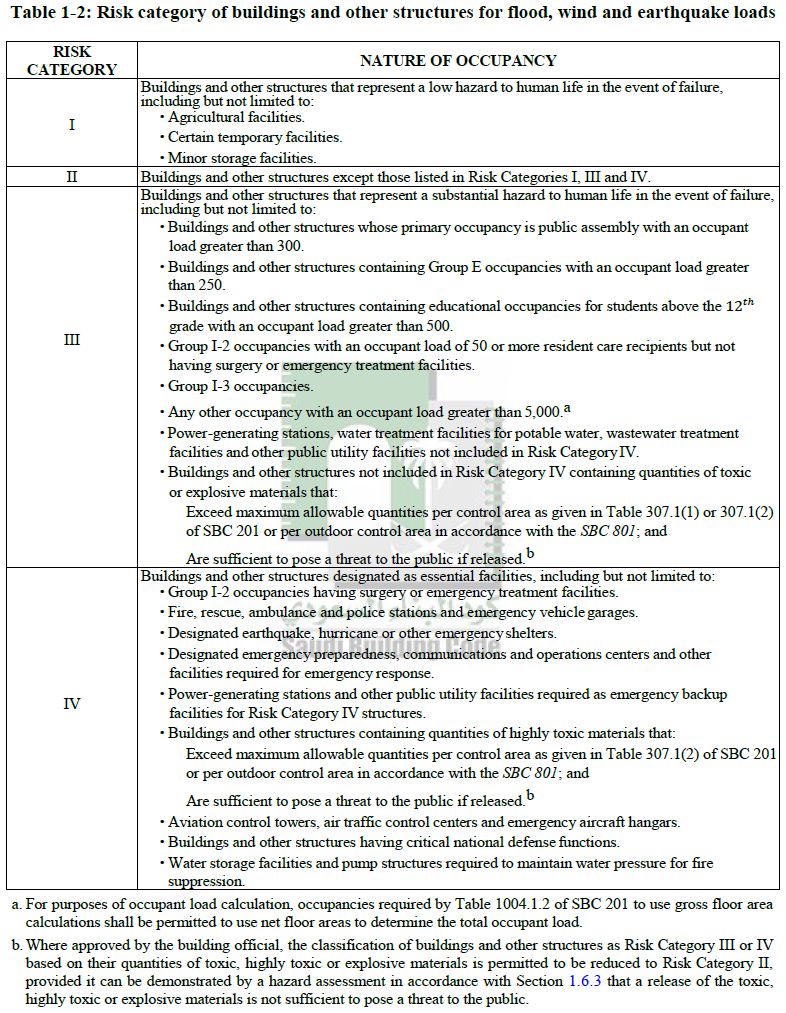 Table 1-2: Risk category of buildings and other structures for flood, wind and earthquake loads
RISK
CATEGORY
NATURE OF OCCUPANCY
I
Buildings and other structures that represent a low hazard to human life in the event of failure,
including but not limited to:
• Agricultural facilities.
• Certain temporary facilities.
• Minor storage facilities.
II
Buildings and other structures except those listed in Risk Categories I, III and IV.
III
Buildings and other structures that represent a substantial hazard to human life in the event of failure,
including but not limited to:
• Buildings and other structures whose primary occupancy is public assembly with an occupant
load greater than 300.
• Buildings and other structures containing Group E occupancies with an occupant load greater
than 250.
• Buildings and other structures containing educational occupancies for students above the 12th
grade with an occupant load greater than 500.
• Group I-2 occupancies with an occupant load of 50 or more resident care recipients but not
having surgery or emergency treatment facilities.
• Group I-3 occupancies.
• Any other occupancy with an occupant load greater than 5,000.a
• Power-generating stations, water treatment facilities for potable water, wastewater treatment
facilities and other public utility facilities not included in Risk Category IV.
• Buildings and other structures not included in Risk Category IV containing quantities of toxic
or explosive materials that:
Exceed maximum allowable quantities per control area as given in Table 307.1(1) or 307.1(2)
of SBC 201 or per outdoor control area in accordance with the SBC 801; and
Are sufficient to pose a threat to the public if released.b
IV
Buildings and other structures designated as essential facilities, including but not limited to:
• Group I-2 occupancies having surgery or emergency treatment facilities.
• Fire, rescue, ambulance and police stations and emergency vehicle garages.
• Designated earthquake, hurricane or other emergency shelters.
• Designated emergency preparedness, communications and operations centers and other
facilities required for emergency response.
• Power-generating stations and other public utility facilities required as emergency backup
facilities for Risk Category IV structures.
• Buildings and other structures containing quantities of highly toxic materials that:
Exceed maximum allowable quantities per control area as given in Table 307.1(2) of SBC 201
or per outdoor control area in accordance with the SBC 801; and
Are sufficient to pose a threat to the public if released.b
• Aviation control towers, air traffic control centers and emergency aircraft hangars.
• Buildings and other structures having critical national defense functions.
• Water storage facilities and pump structures required to maintain water pressure for fire
suppression.
كود البناء السعودي
Saudi Building Code
a. For purposes of occupant load calculation, occupancies required by Table 1004.1.2 of SBC 201 to use gross floor area
calculations shall be permitted to use net floor areas to determine the total occupant load.
b. Where approved by the building official, the classification of buildings and other structures as Risk Category III or IV
based on their quantities of toxic, highly toxic or explosive materials is permitted to be reduced to Risk Category II,
provided it can be demonstrated by a hazard assessment in accordance with Section 1.6.3 that a release of the toxic,
highly toxic or explosive materials is not sufficient to pose a threat to the public.